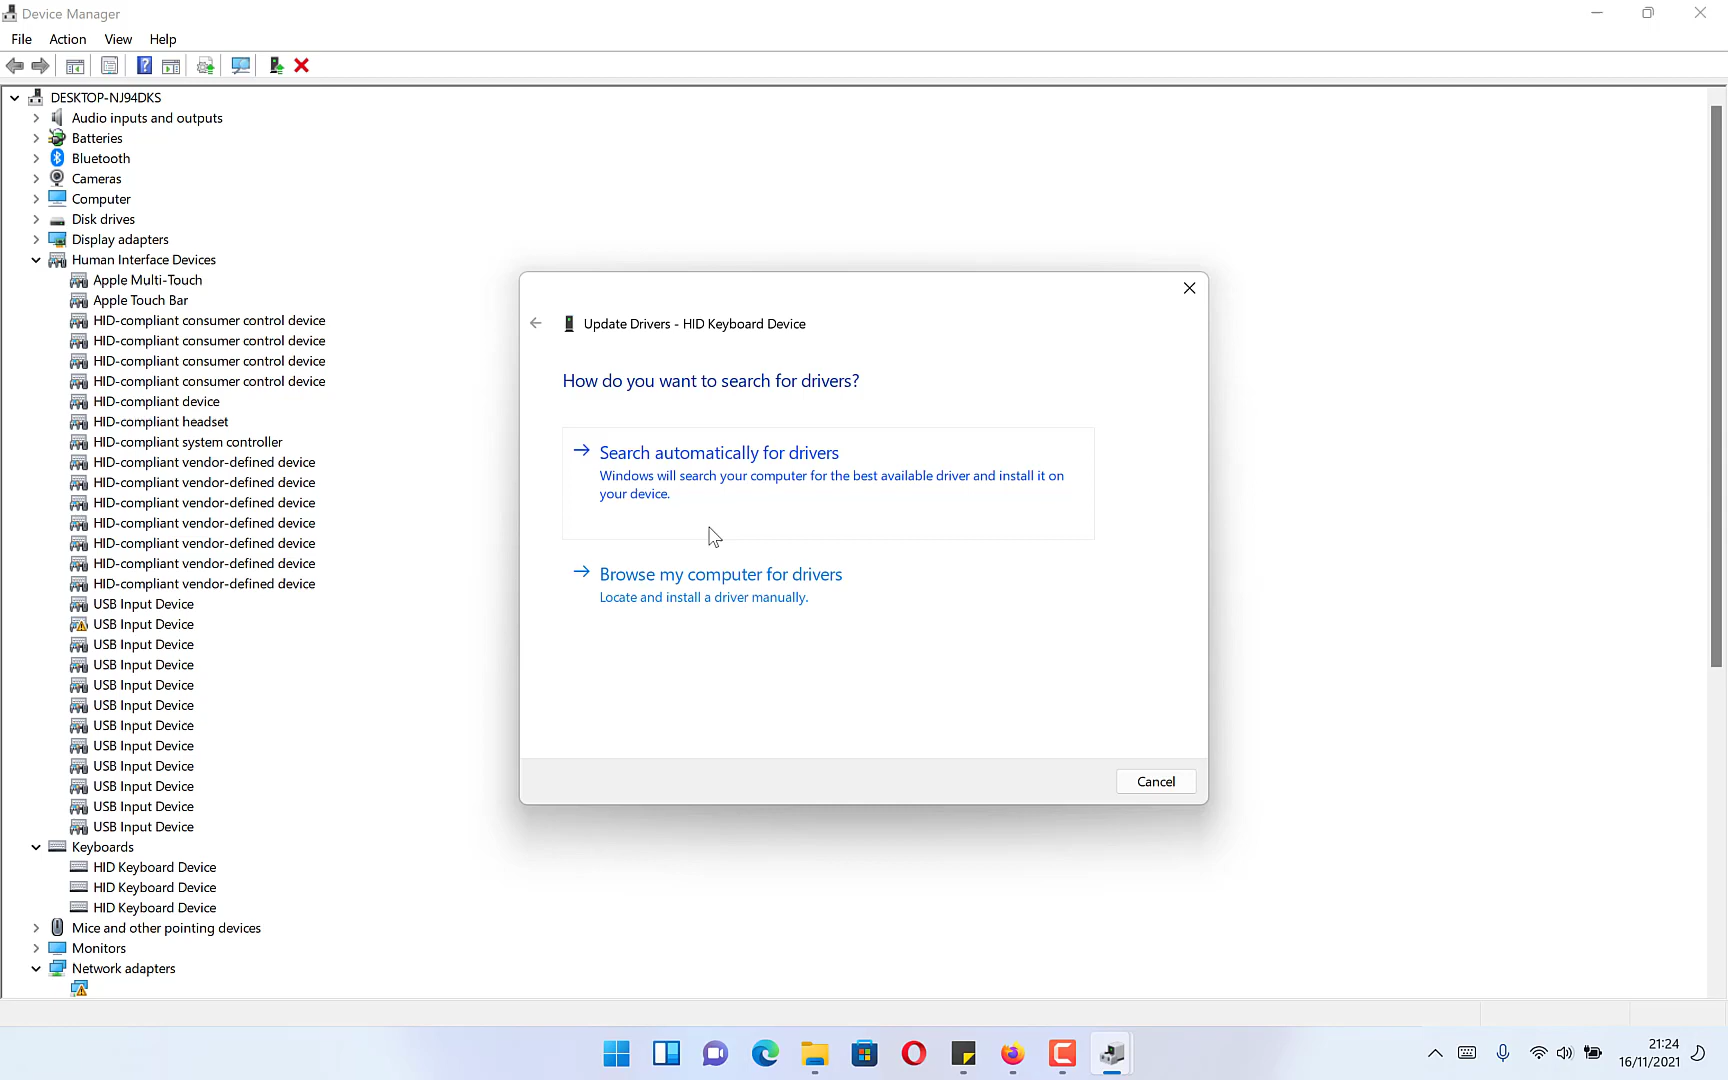 Device Manager
File Action View Help
DESKTOP-NJ94DKS
Audio inputs and outputs
Batteries
Bluetooth
Cameras
Computer
Disk drives
Display adapters
Human Interface Devices
Apple Multi-Touch
Apple Touch Bar
HID-compliant consumer control device
HID-compliant consumer control device
HID-compliant consumer control device
HID-compliant consumer control device
HID-compliant device
HID-compliant headset
HID-compliant system controller
HID-compliant vendor-defined device
HID-compliant vendor-defined device
HID-compliant vendor-defined device
HID-compliant vendor-defined device
HID-compliant vendor-defined device
HID-compliant vendor-defined device
HID-compliant vendor-defined device
USB Input Device
USB Input Device
USB Input Device
USB Input Device
USB Input Device
USB Input Device
USB Input Device
USB Input Device
USB Input Device
USB Input Device
USB Input Device
USB Input Device
Keyboards
HID Keyboard Device
HID Keyboard Device
HID Keyboard Device
Mice and other pointing devices
Monitors
Network adapters
Update Drivers - HID Keyboard Device
How do you want to search for drivers?
Search automatically for drivers
Windows will search your computer for the best available driver and install it on
your device.
Browse my computer for drivers
Locate and install a driver manually.
Cancel
21:24
16/11/2021